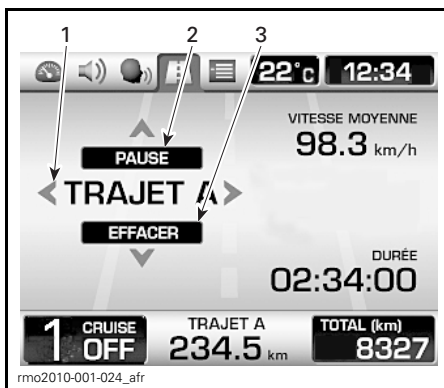 1 2 3
22°c 12:34
VITESSE MOYENNE
98.3 km/h
PAUSE
TRAJET A
EFFACER
DURÉE
02:34:00
1 CRUISE OFF
TRAJET A
234.5 km
TOTAL (km)
8327
rmo2010-001-024_afr